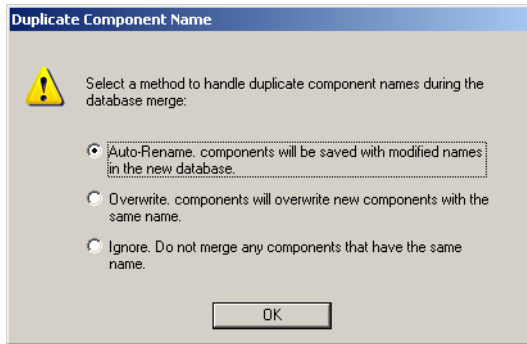 Duplicate Component Name
Select a method to handle duplicate component names during the
database merge:
Auto-Rename. components will be saved with modified names
in the new database.
Overwrite. components will overwrite new components with the
same name.
Ignore. Do not merge any components that have the same
name.
OK